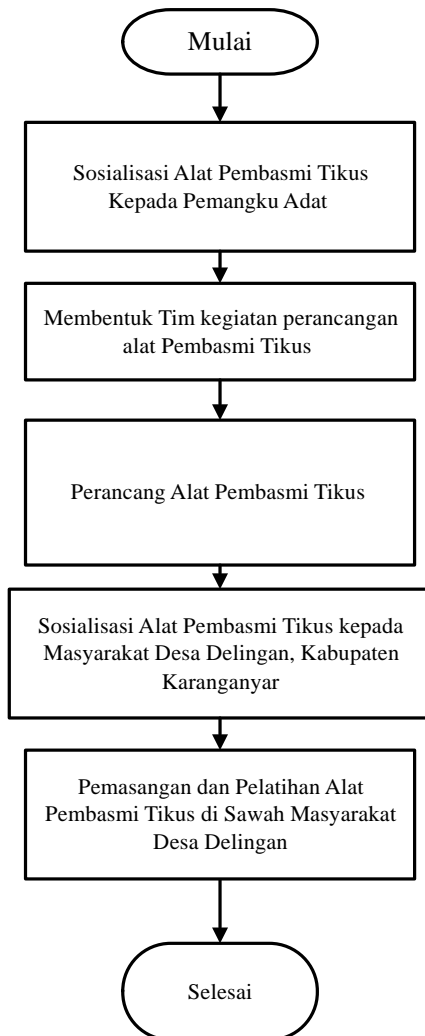 Mulai
Sosialisasi Alat Pembasmi Tikus
Kepada Pemangku Adat
Membentuk Tim kegiatan perancangan
alat Pembasmi Tikus
Perancang Alat Pembasmi Tikus
Sosialisasi Alat Pembasmi Tikus kepada
Masyarakat Desa Delingan, Kabupaten
Karanganyar
Pemasangan dan Pelatihan Alat
Pembasmi Tikus di Sawah Masyarakat
Desa Delingan
Selesai